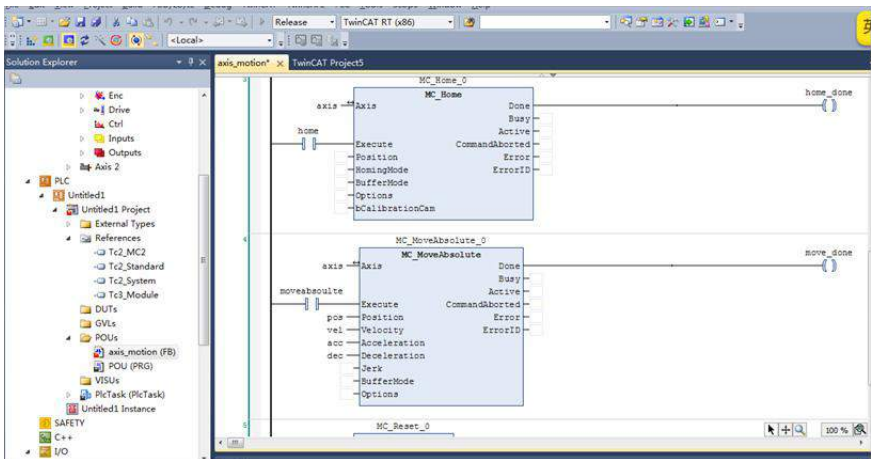 Release
TwinCAT RT (x86)
<Local>
英
Solution Explorer
axis_motion*
TwinCAT Project5
Enc
Drive
Ctrl
Inputs
Outputs
Axis 2
PLC
Untitled1
Untitled1 Project
External Types
References
Tc2_MC2
Tc2_Standard
Tc2_System
Tc3_Module
DUTs
GVLs
POUs
axis_motion (FB)
POU (PRG)
VISUs
PlcTask (PlcTask)
Untitled1 Instance
SAFETY
C++
I/O
3
MC_Home_0
MC_Home
home_done
axis
Axis
Done
Busy
home
Active
Execute
CommandAborted
Position
Error
HomingMode
ErrorID
BufferMode
Options
bCalibrationCam
4
MC_MoveAbsolute_0
MC_MoveAbsolute
move_done
axis
Axis
Done
Busy
moveabsoulte
Active
Execute
CommandAborted
pos
Position
Error
vel
Velocity
ErrorID
acc
Acceleration
dec
Deceleration
Jerk
BufferMode
Options
5
MC_Reset_0
100 %